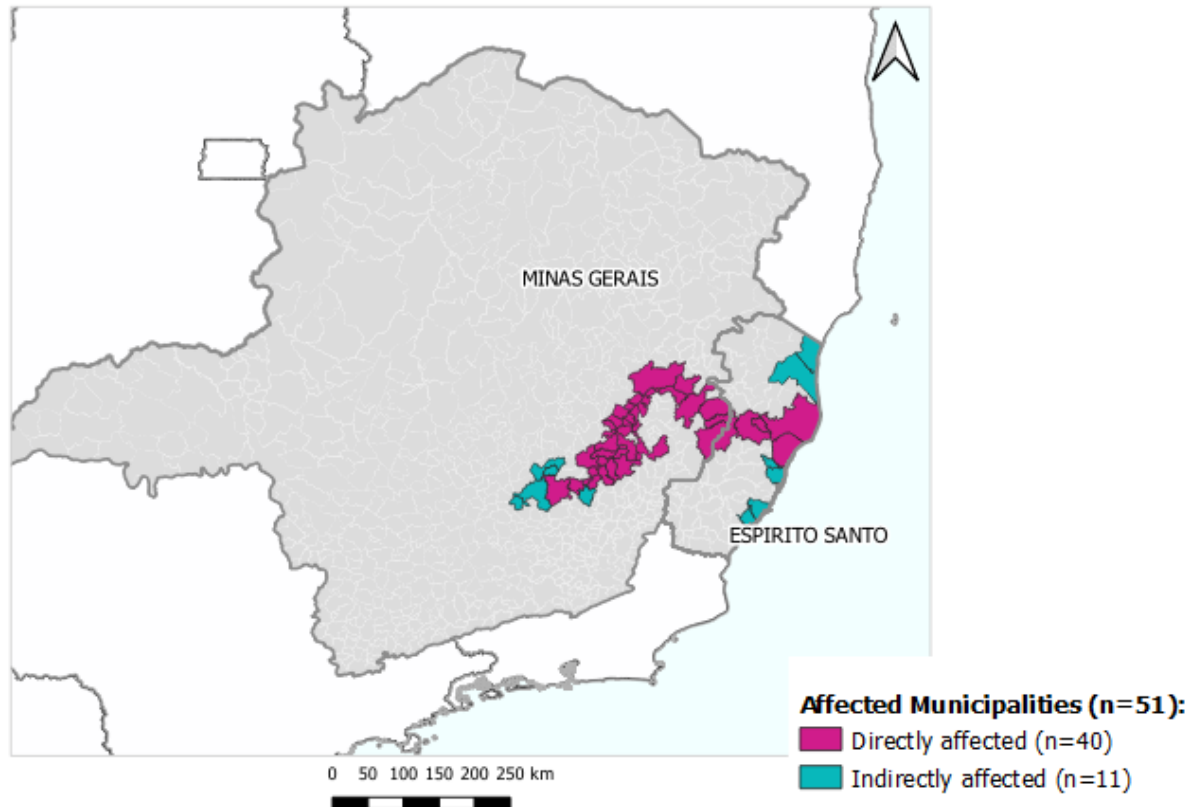 MINAS GERAIS
ESPIRITO SANTO
Affected Municipalities (n=51):
Directly affected (n=40)
Indirectly affected (n=11)
0 50 100 150 200 250 km